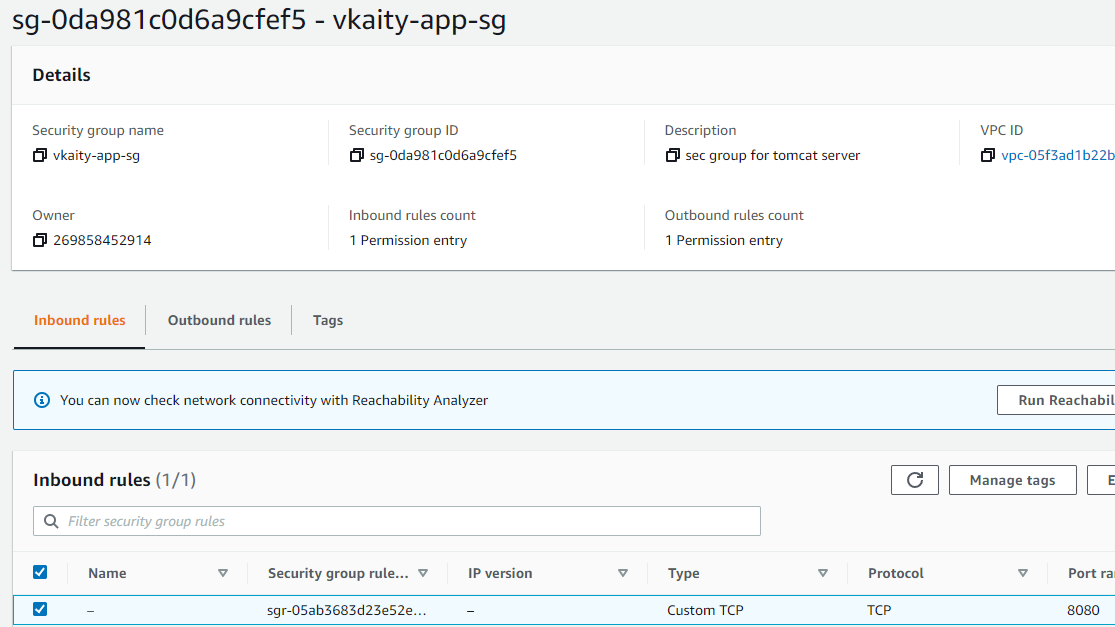 sg-0da981c0d6a9cfef5 - vkaity-app-sg
Details
Security group name Security group ID Description VPC ID
vkaity-app-sg sg-0da981c0d6a9cfef5 sec group for tomcat server vpc-05f3ad1b22b
Owner Inbound rules count Outbound rules count
269858452914 1 Permission entry 1 Permission entry
Inbound rules Outbound rules Tags
You can now check network connectivity with Reachability Analyzer Run Reachabil
Inbound rules (1/1) Manage tags E
Filter security group rules
Name Security group rule... IP version Type Protocol Port ra
– sgr-05ab3683d23e52e... – Custom TCP TCP 8080